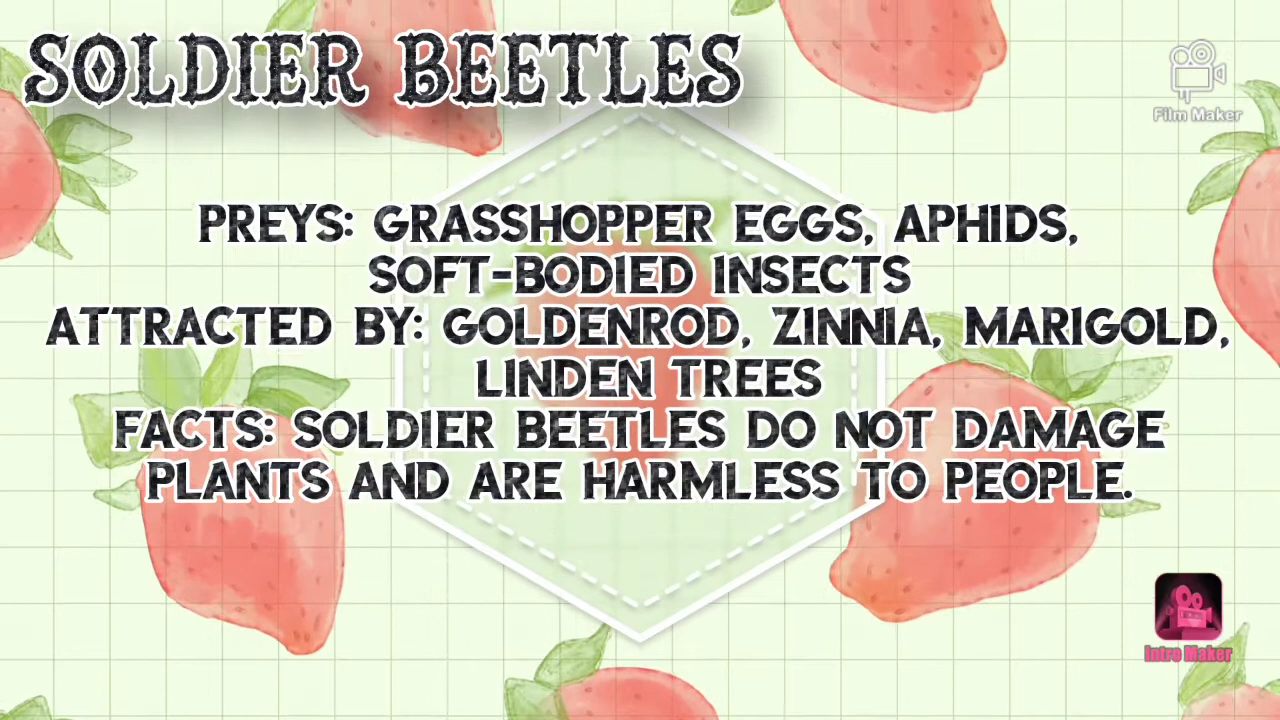 SOLDIER BEETLES
Film Maker
PREYS: GRASSHOPPER EGGS, APHIDS,
SOFT-BODIED INSECTS
ATTRACTED BY: GOLDENROD, ZINNIA, MARIGOLD,
LINDEN TREES
FACTS: SOLDIER BEETLES DO NOT DAMAGE
PLANTS AND ARE HARMLESS TO PEOPLE.
Intro Maker